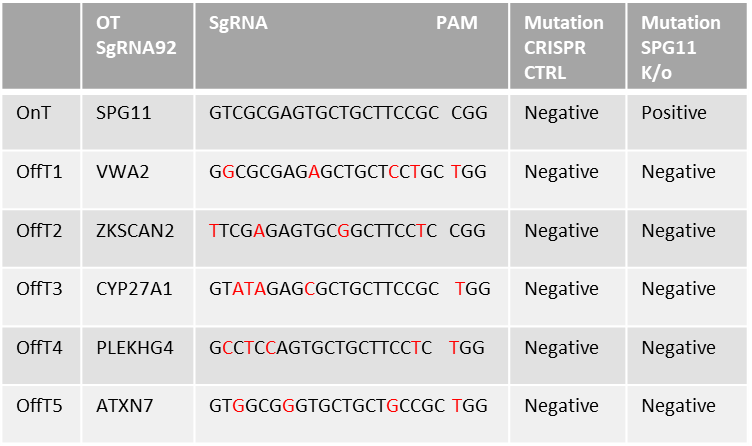 OT SgRNA92 SgRNA PAM Mutation CRISPR CTRL Mutation SPG11 K/o
OnT SPG11 GTCGCGAGTGCTGCTTCCGC CGG Negative Positive
OffT1 VWA2 GGCGCGAGAGCTGCTCCTGC TGG Negative Negative
OffT2 ZKSCAN2 TTCGAGAGTGCGGCTTCCTC CGG Negative Negative
OffT3 CYP27A1 GTATAGAGCGCTGCTTCCGC TGG Negative Negative
OffT4 PLEKHG4 GCCTCCAGTGCTGCTTCCTC TGG Negative Negative
OffT5 ATXN7 GTGGCGGGTGCTGCTGCCGC TGG Negative Negative